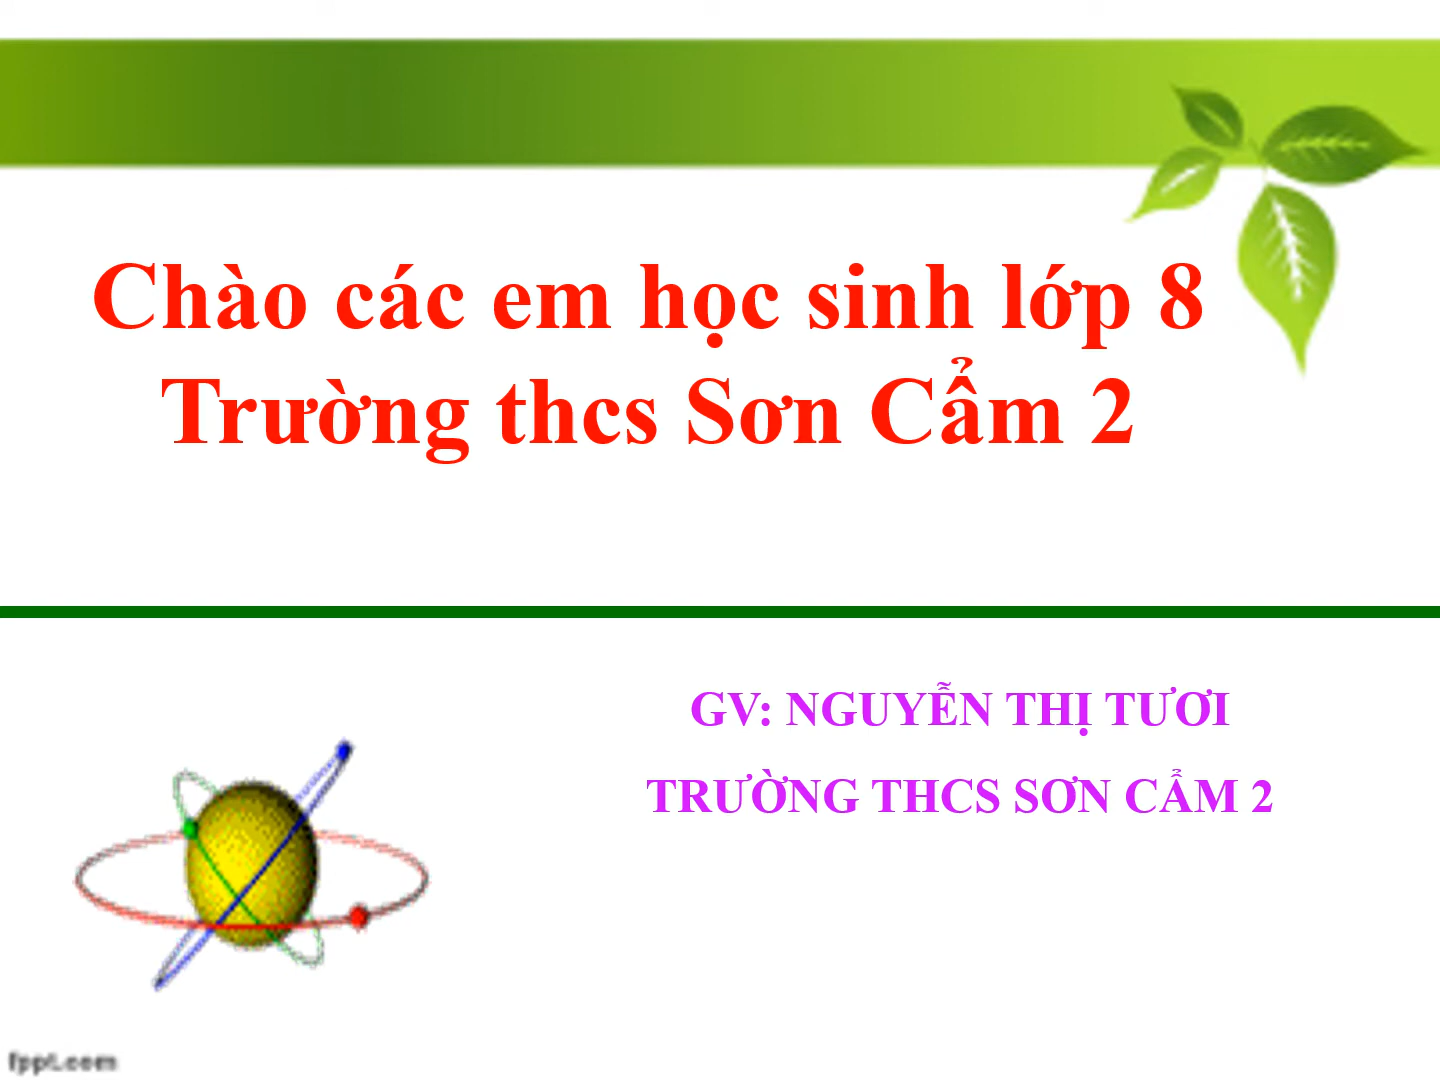 Chào các em học sinh lớp 8
Trường thcs Sơn Cẩm 2
GV: NGUYỄN THỊ TƯƠI
TRƯỜNG THCS SƠN CẨM 2
fppt.com